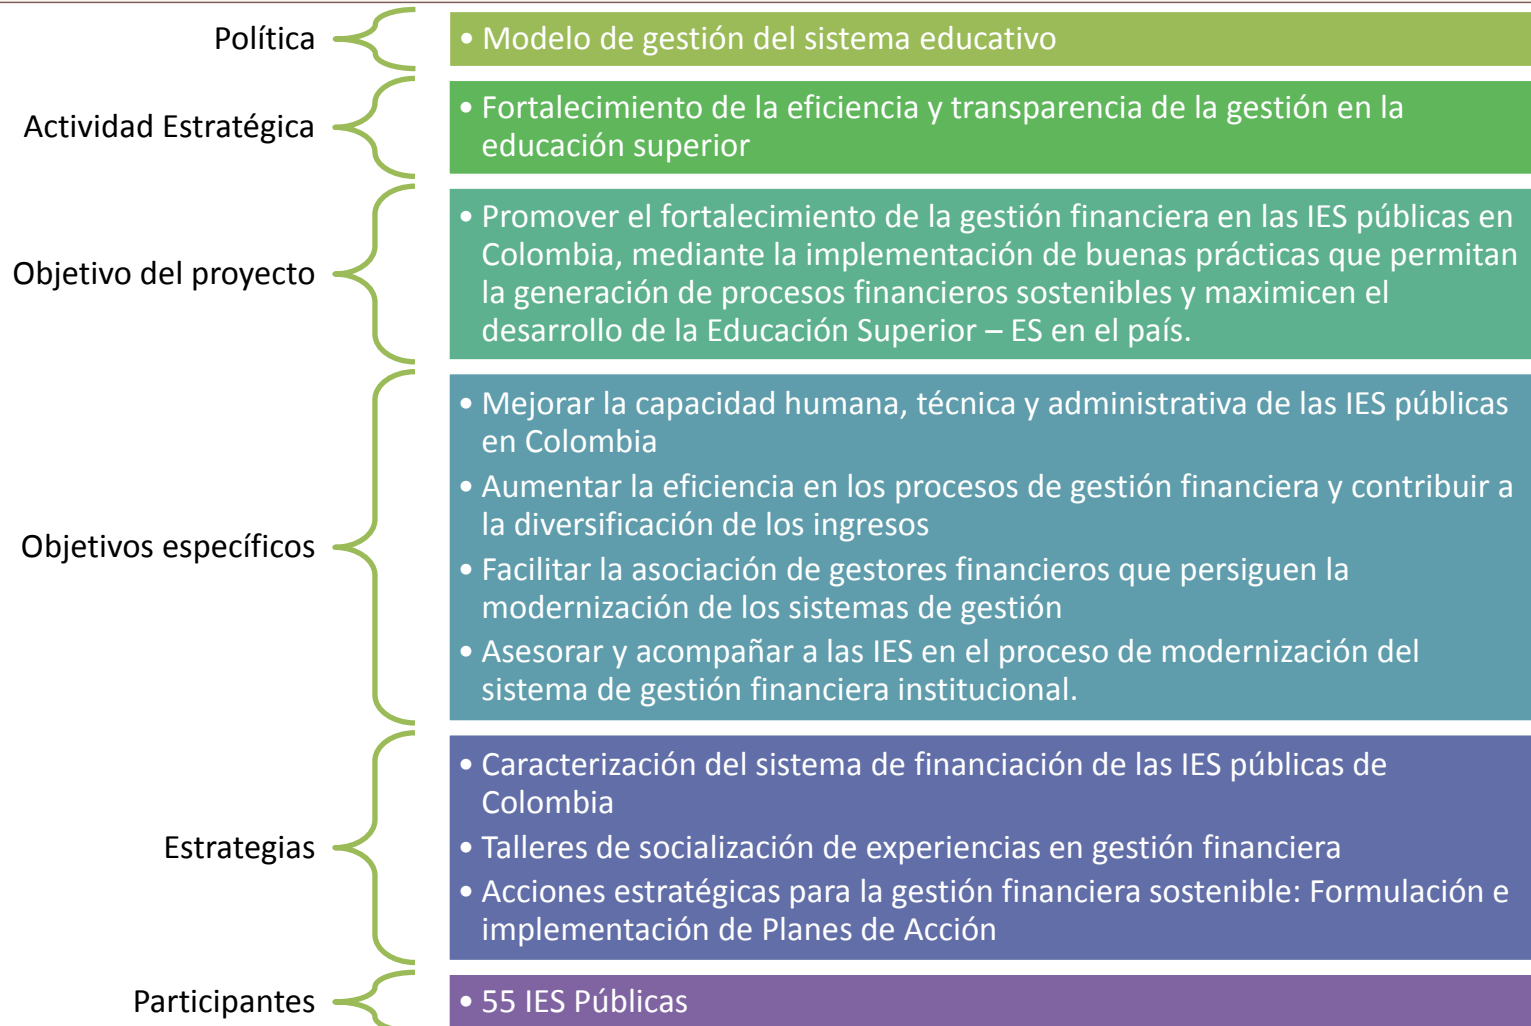 Política
• Modelo de gestión del sistema educativo
Actividad Estratégica
• Fortalecimiento de la eficiencia y transparencia de la gestión en la
educación superior
Objetivo del proyecto
• Promover el fortalecimiento de la gestión financiera en las IES públicas en
Colombia, mediante la implementación de buenas prácticas que permitan
la generación de procesos financieros sostenibles y maximicen el
desarrollo de la Educación Superior – ES en el país.
Objetivos específicos
• Mejorar la capacidad humana, técnica y administrativa de las IES públicas
en Colombia
• Aumentar la eficiencia en los procesos de gestión financiera y contribuir a
la diversificación de los ingresos
• Facilitar la asociación de gestores financieros que persiguen la
modernización de los sistemas de gestión
• Asesorar y acompañar a las IES en el proceso de modernización del
sistema de gestión financiera institucional.
Estrategias
• Caracterización del sistema de financiación de las IES públicas de
Colombia
• Talleres de socialización de experiencias en gestión financiera
• Acciones estratégicas para la gestión financiera sostenible: Formulación e
implementación de Planes de Acción
Participantes
• 55 IES Públicas